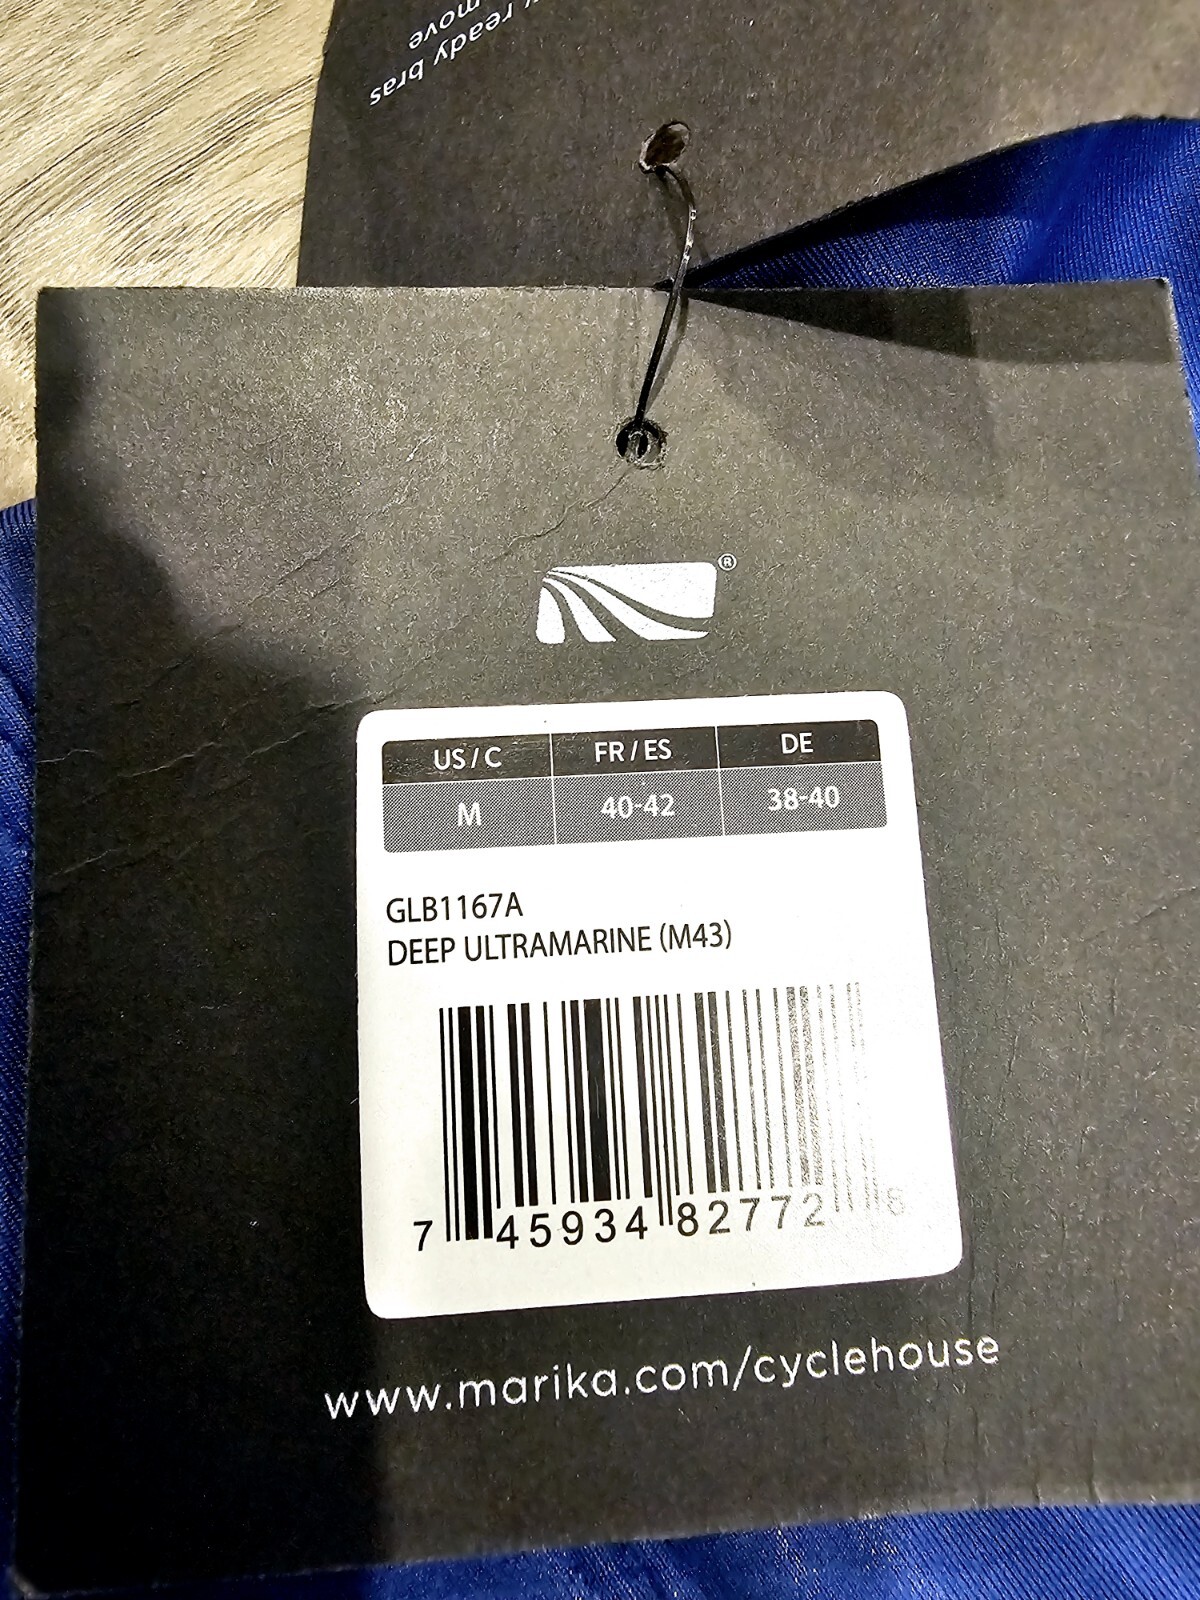 ready bras
move
®
US / C FR / ES DE
M 40-42 38-40
GLB1167A
DEEP ULTRAMARINE (M43)
7 45934 82772 8
www.marika.com/cyclehouse